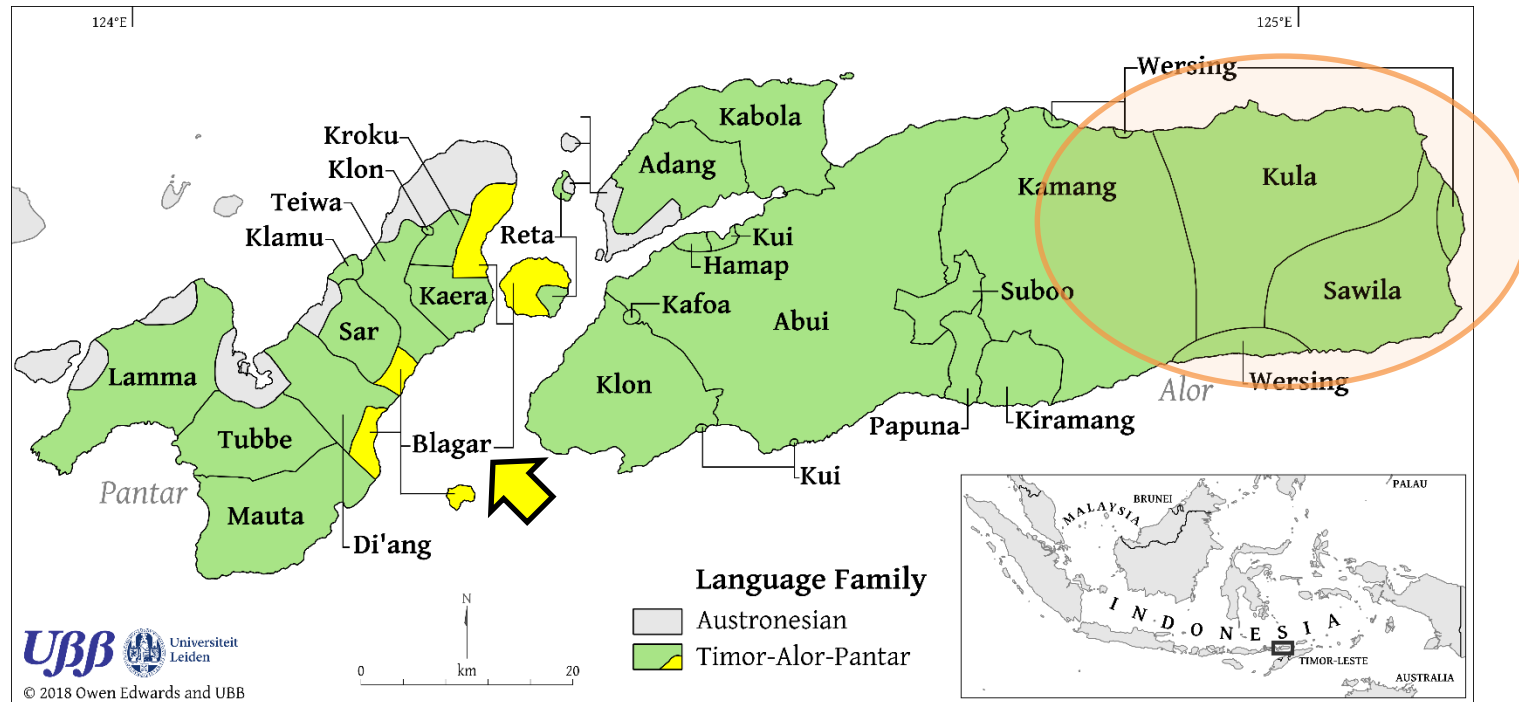 124°E
125°E
Wersing
Kabola
Kroku
Klon
Adang
Kamang
Kula
Teiwa
Klamu
Reta
Kui
Hamap
Kaera
Suboo
Sawila
Kafoa
Abui
Sar
Lamma
Klon
Wersing
Alor
Papuna
Kiramang
Tubbe
Blagar
Kui
Pantar
Mauta
Di'ang
Language Family
Austronesian
Timor-Alor-Pantar
N
0 km 20
UBB
Universiteit
Leiden
© 2018 Owen Edwards and UBB
PALAU
BRUNEI
MALAYSIA
INDONESIA
TIMOR-LESTE
AUSTRALIA